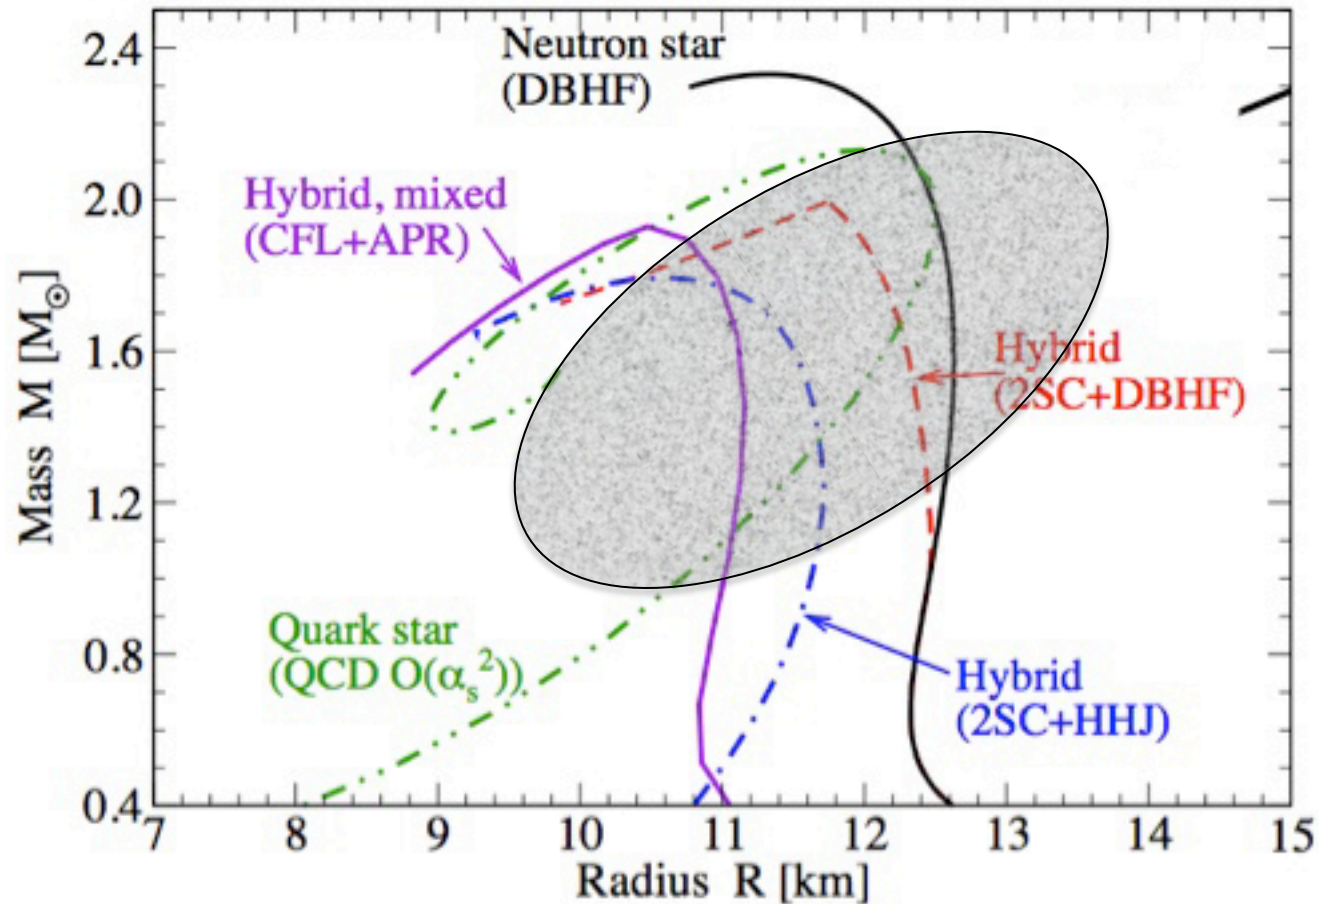 Neutron star
(DBHF)
Hybrid, mixed
(CFL+APR)
Hybrid
(2SC+DBHF)
Quark star
(QCD O(αₛ²))
Hybrid
(2SC+HHJ)
Mass M [M☉]
2.4
2.0
1.6
1.2
0.8
0.4
7 8 9 10 11 12 13 14 15
Radius R [km]